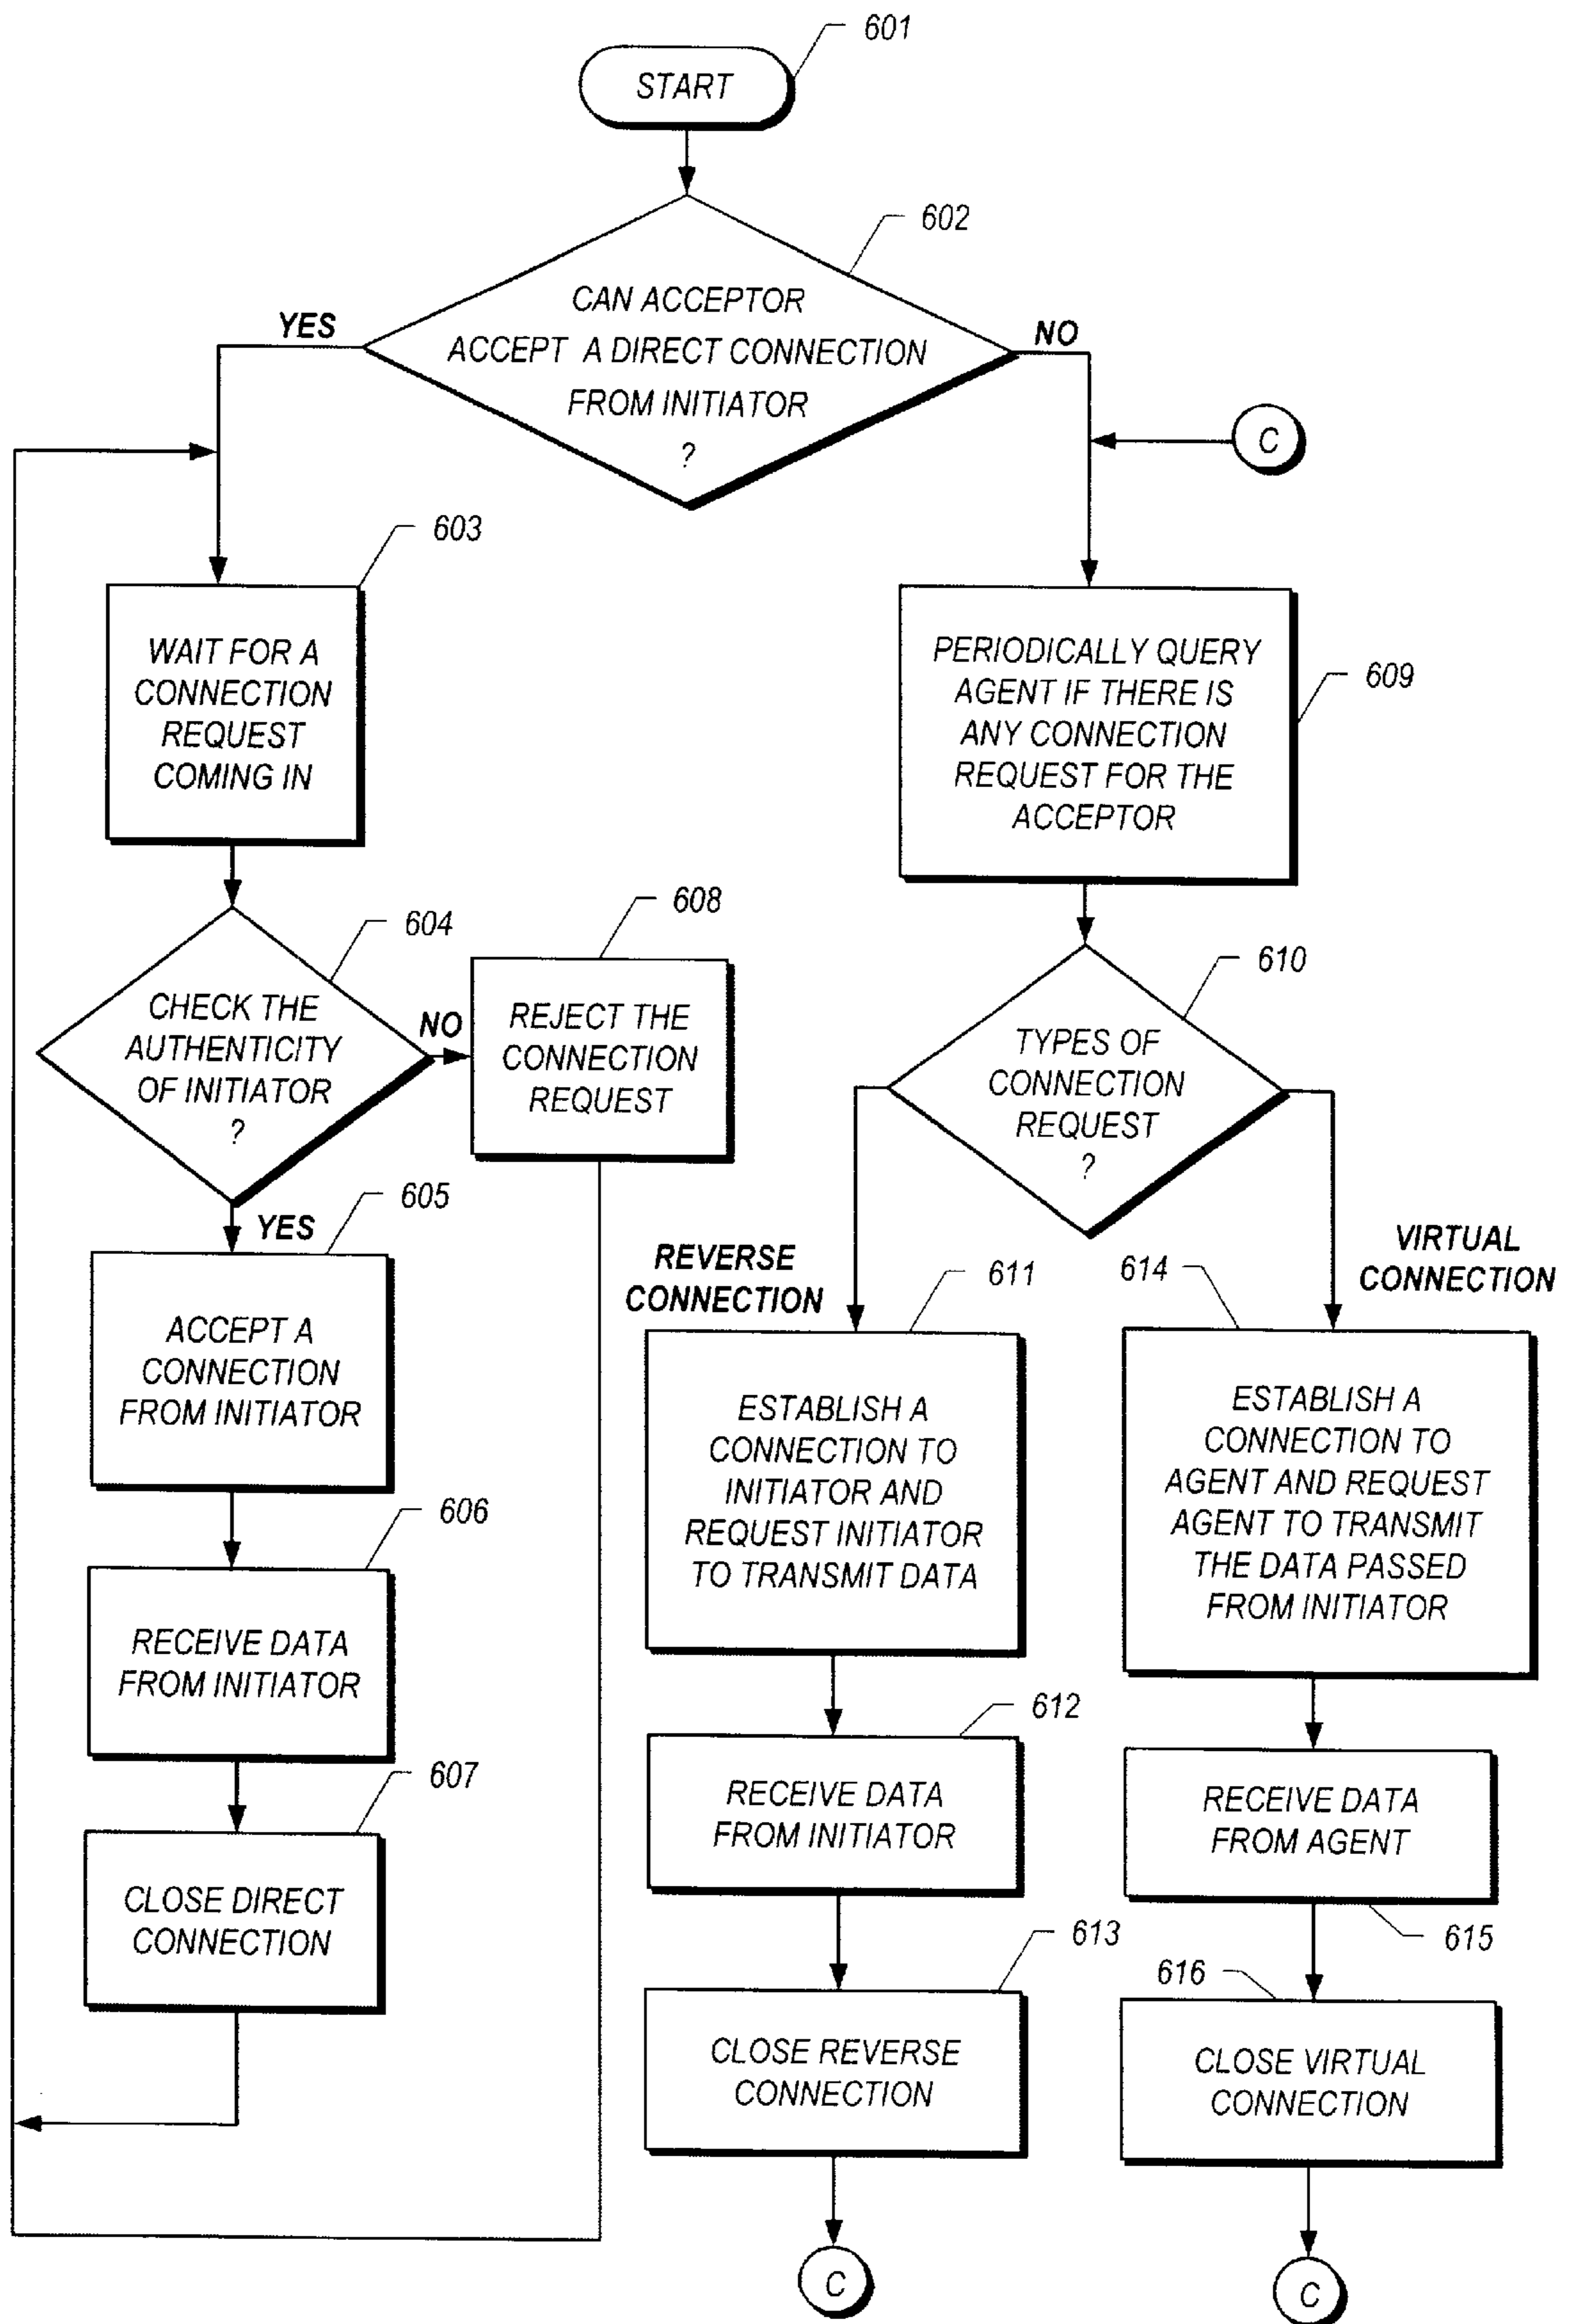 601
START
602
CAN ACCEPTOR
ACCEPT A DIRECT CONNECTION
FROM INITIATOR
?
YES
NO
C
603
WAIT FOR A
CONNECTION
REQUEST
COMING IN
604
CHECK THE
AUTHENTICITY
OF INITIATOR
?
NO
608
REJECT THE
CONNECTION
REQUEST
YES
605
ACCEPT A
CONNECTION
FROM INITIATOR
606
RECEIVE DATA
FROM INITIATOR
607
CLOSE DIRECT
CONNECTION
609
PERIODICALLY QUERY
AGENT IF THERE IS
ANY CONNECTION
REQUEST FOR THE
ACCEPTOR
610
TYPES OF
CONNECTION
REQUEST
?
REVERSE
CONNECTION
611
ESTABLISH A
CONNECTION TO
INITIATOR AND
REQUEST INITIATOR
TO TRANSMIT DATA
612
RECEIVE DATA
FROM INITIATOR
613
CLOSE REVERSE
CONNECTION
C
VIRTUAL
CONNECTION
614
ESTABLISH A
CONNECTION TO
AGENT AND REQUEST
AGENT TO TRANSMIT
THE DATA PASSED
FROM INITIATOR
RECEIVE DATA
FROM AGENT
615
616
CLOSE VIRTUAL
CONNECTION
C